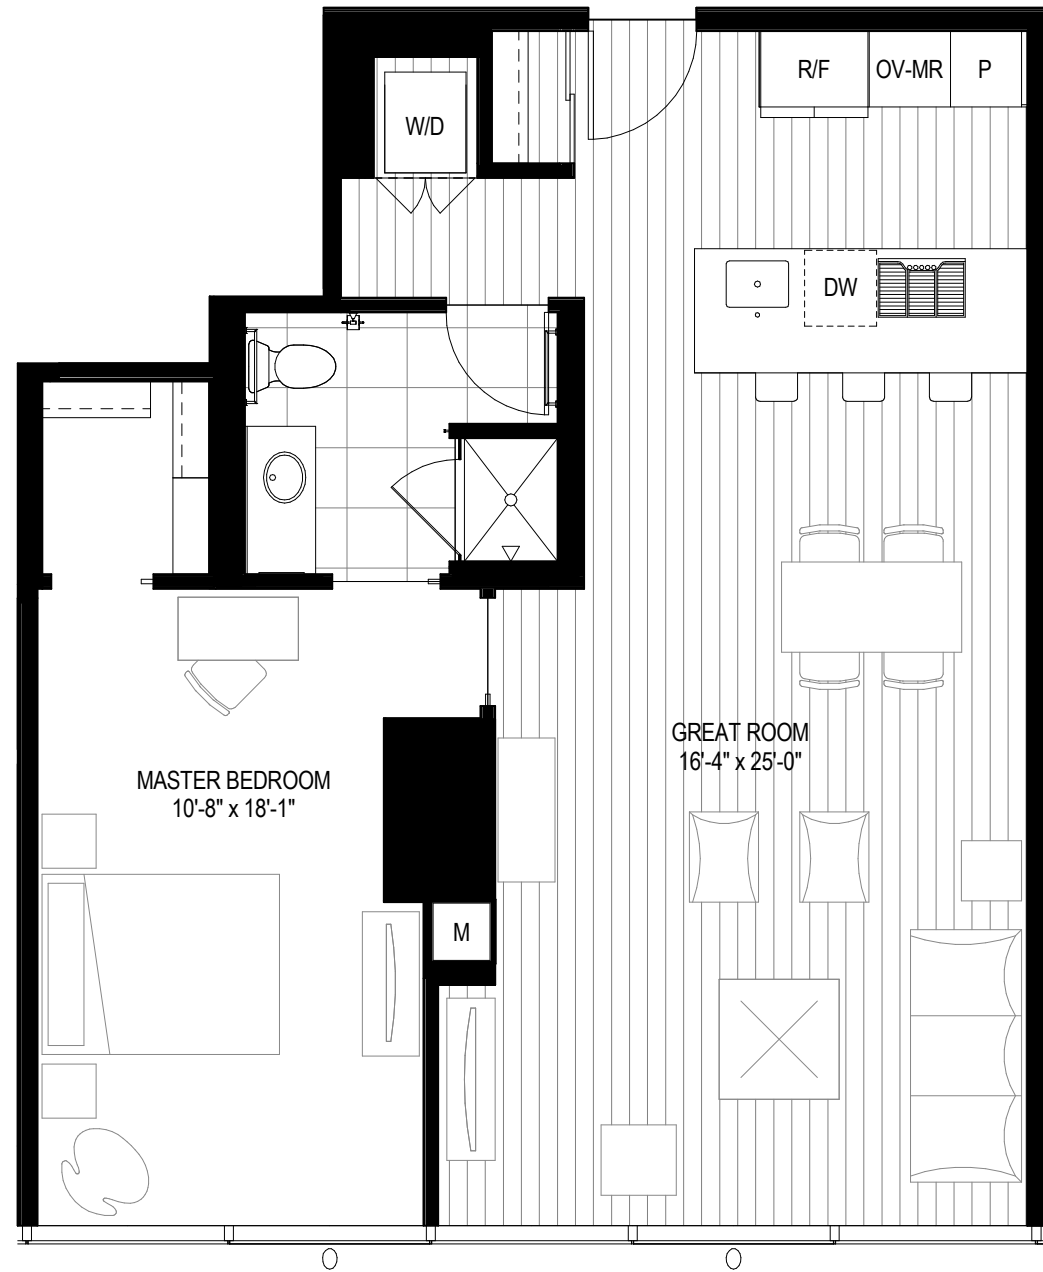 R/F
OV-MR
P
W/D
DW
GREAT ROOM
16'-4" x 25'-0"
MASTER BEDROOM
10'-8" x 18'-1"
M